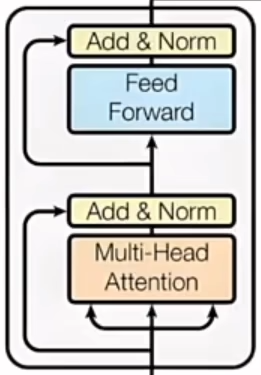 Add & Norm
Feed
Forward
Add & Norm
Multi-Head
Attention